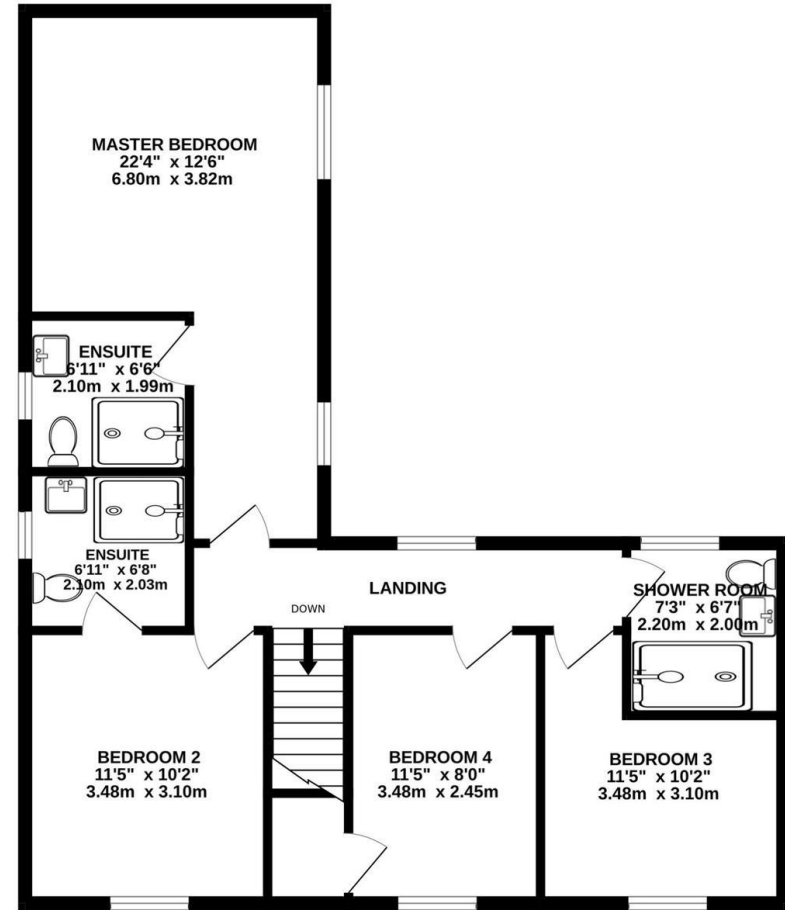 MASTER BEDROOM
22'4" x 12'6"
6.80m x 3.82m
ENSUITE
6'11" x 6'6"
2.10m x 1.99m
ENSUITE
6'11" x 6'8"
2.10m x 2.03m
LANDING
DOWN
SHOWER ROOM
7'3" x 6'7"
2.20m x 2.00m
BEDROOM 2
11'5" x 10'2"
3.48m x 3.10m
BEDROOM 4
11'5" x 8'0"
3.48m x 2.45m
BEDROOM 3
11'5" x 10'2"
3.48m x 3.10m